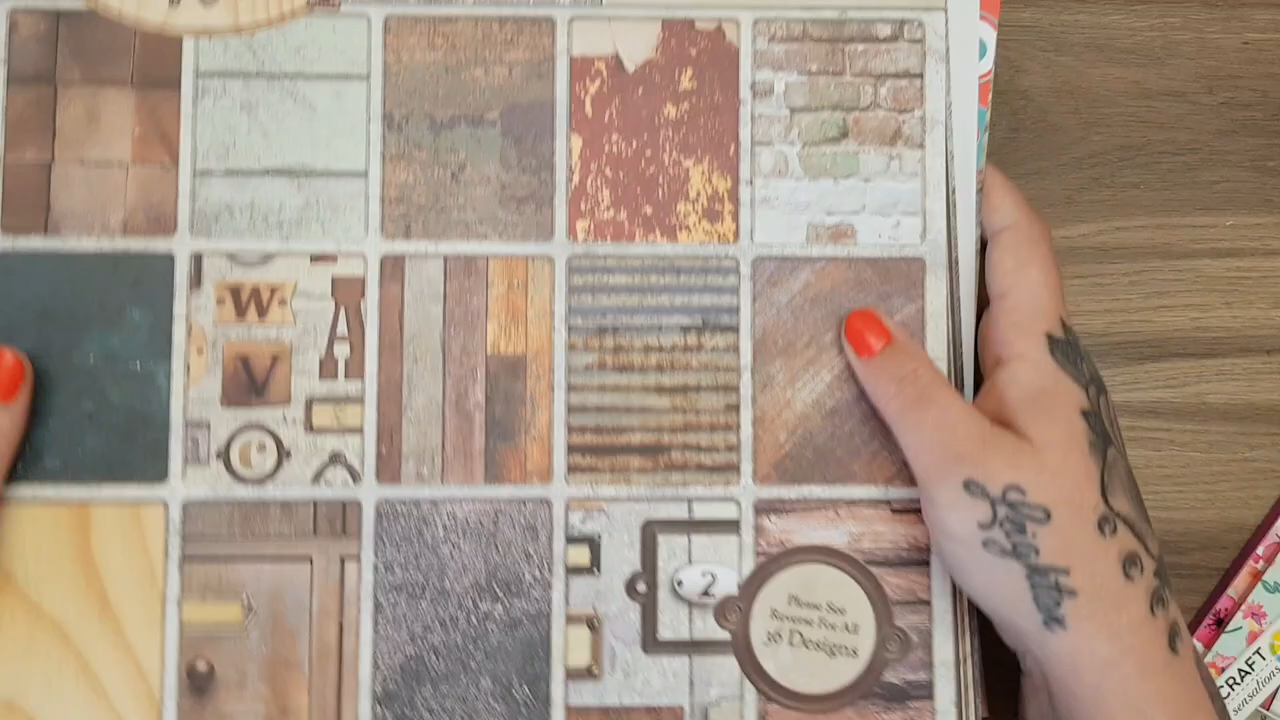 W
A
V
C
2
Please See
Reverse For All
36 Designs
CRAFT
sensations